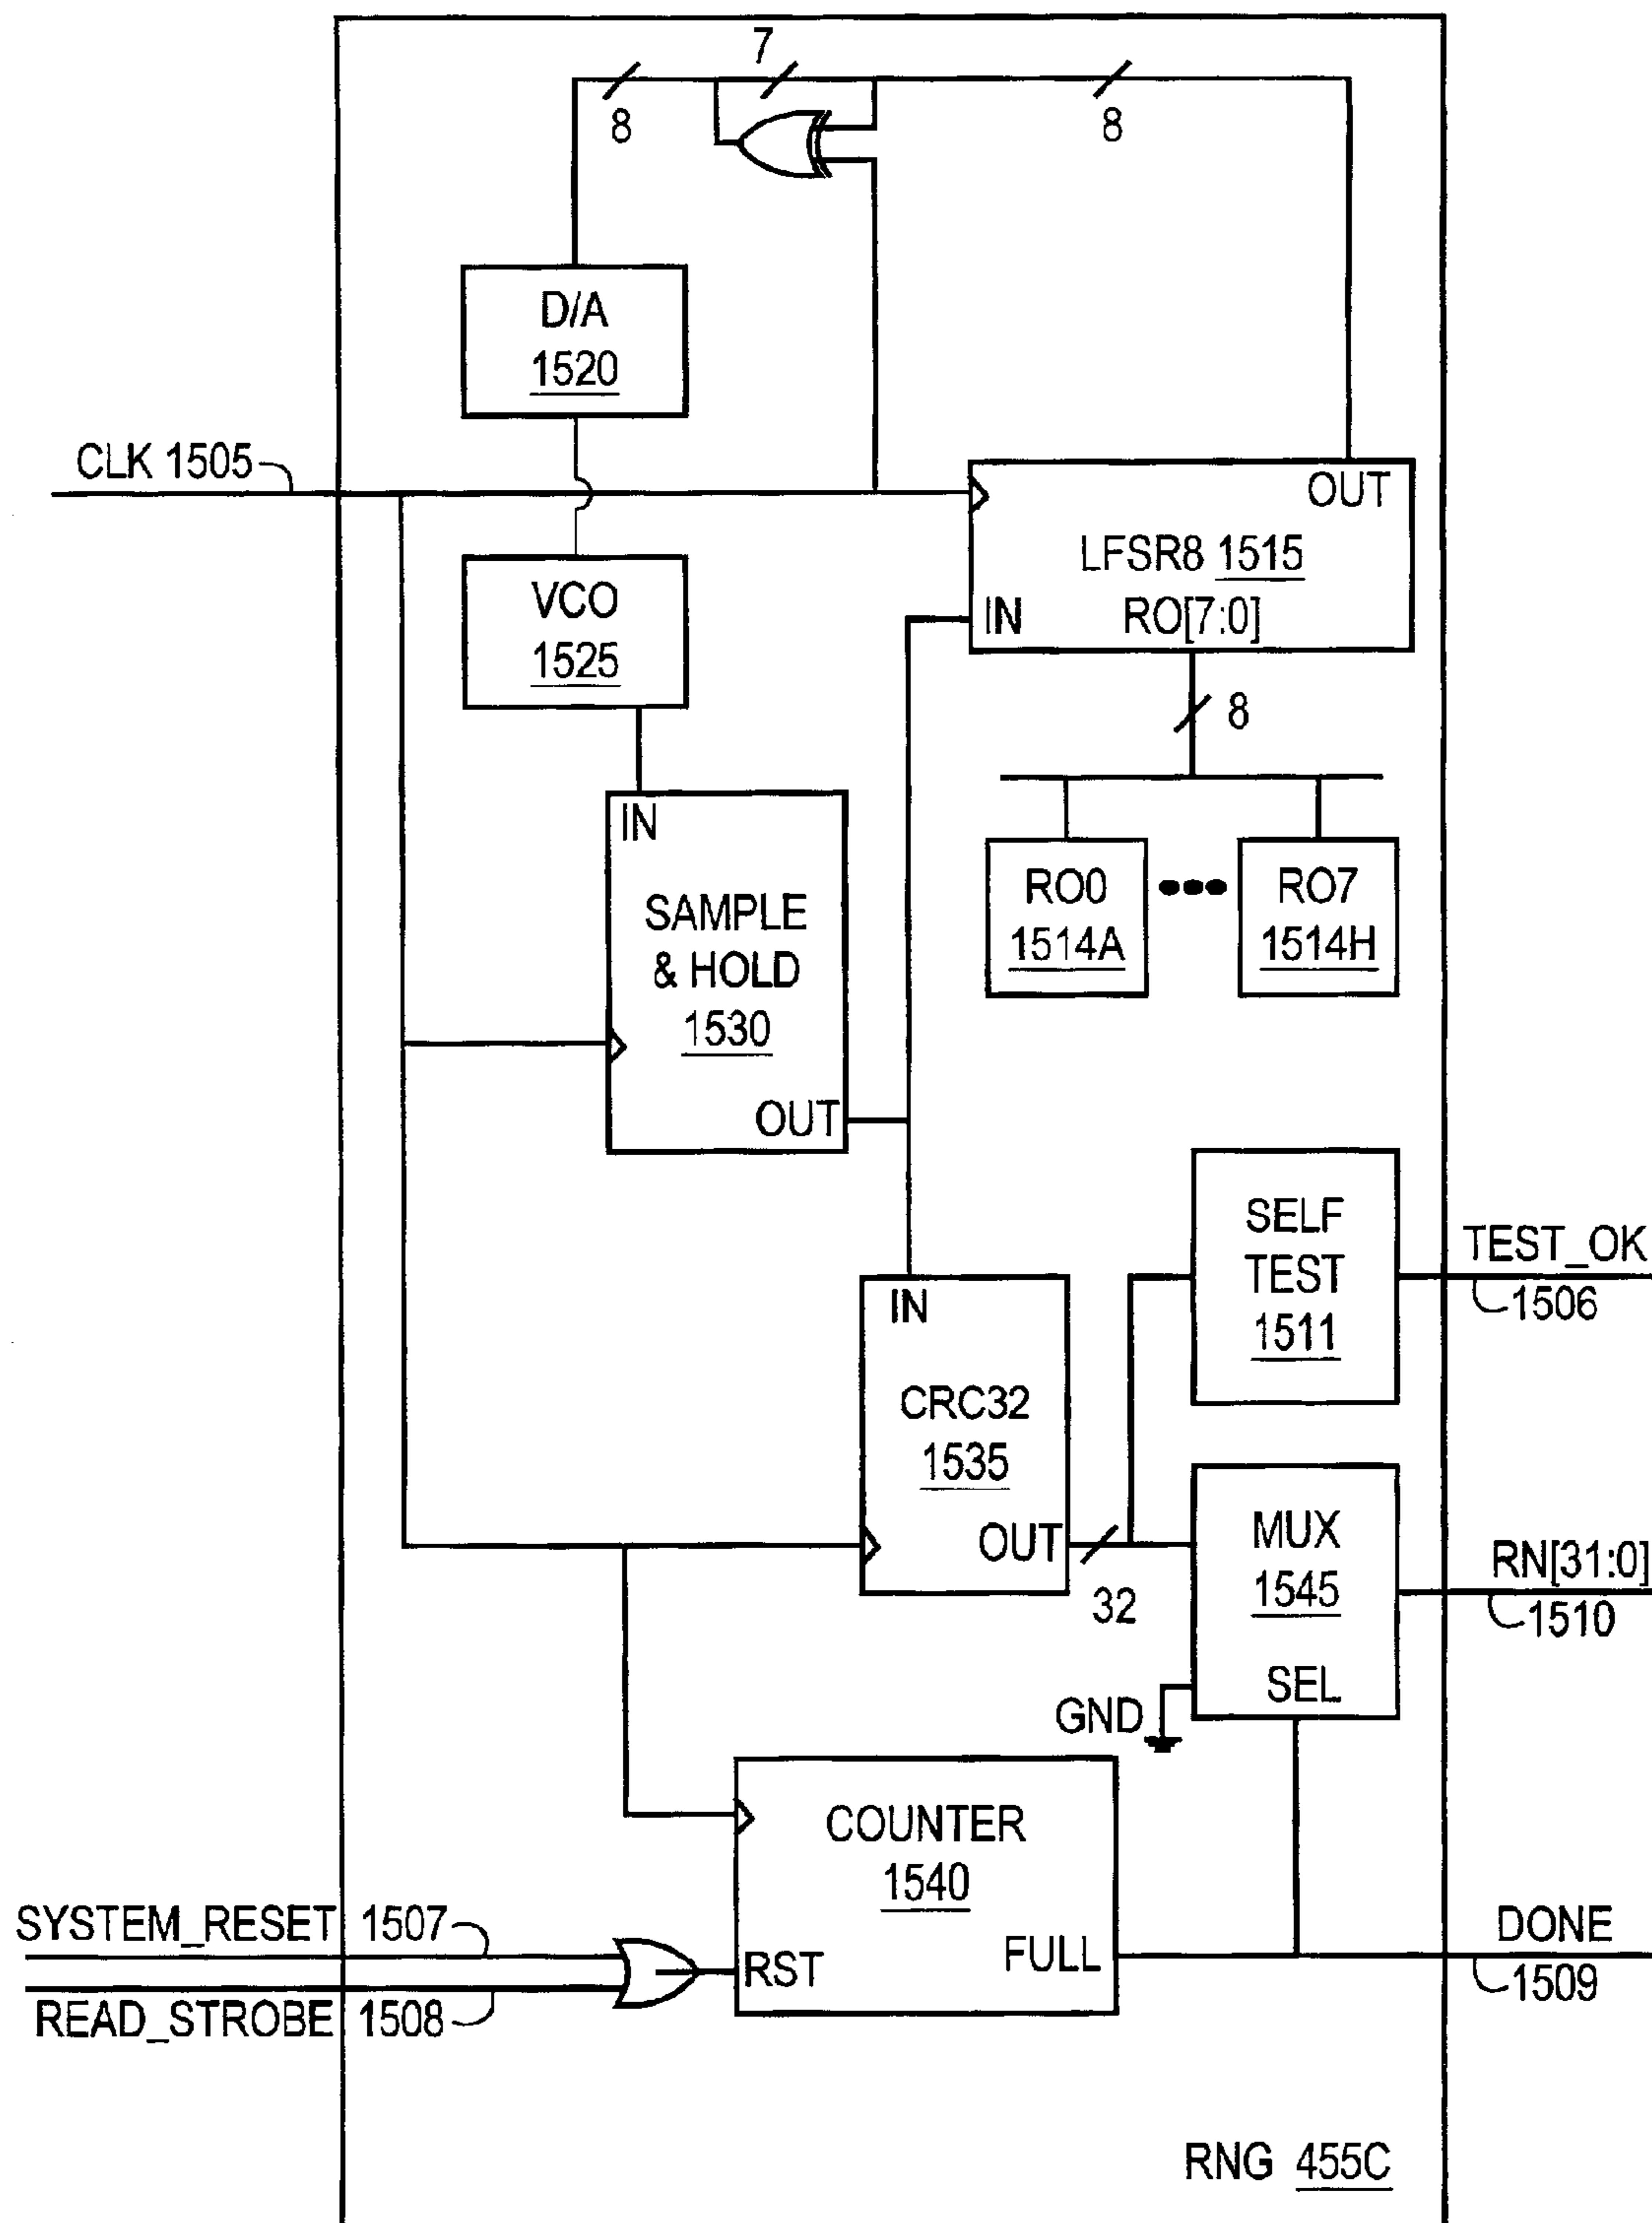 7
8
8
D/A
1520
CLK 1505
OUT
LFSR8 1515
IN
RO[7:0]
VCO
1525
8
IN
SAMPLE
& HOLD
1530
OUT
RO0
1514A
RO7
1514H
SELF
TEST
1511
TEST_OK
1506
IN
CRC32
1535
OUT
32
MUX
1545
SEL
RN[31:0]
1510
GND
COUNTER
1540
SYSTEM_RESET 1507
RST
FULL
DONE
1509
READ_STROBE 1508
RNG 455C